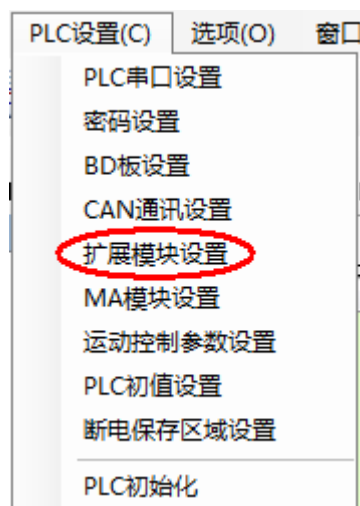 PLC设置(C) 选项(O) 窗口
PLC串口设置
密码设置
BD板设置
CAN通讯设置
扩展模块设置
MA模块设置
运动控制参数设置
PLC初值设置
断电保存区域设置
PLC初始化